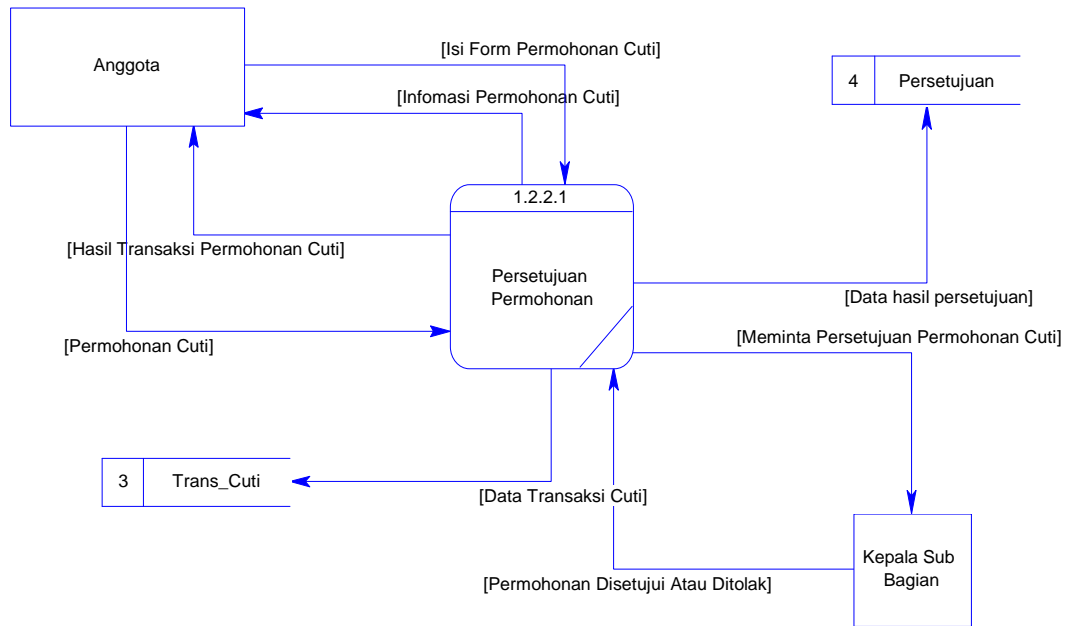 [Isi Form Permohonan Cuti]
Anggota
4 Persetujuan
[Infomasi Permohonan Cuti]
1.2.2.1
[Hasil Transaksi Permohonan Cuti]
Persetujuan
Permohonan
[Data hasil persetujuan]
[Permohonan Cuti]
[Meminta Persetujuan Permohonan Cuti]
3 Trans_Cuti
[Data Transaksi Cuti]
Kepala Sub
Bagian
[Permohonan Disetujui Atau Ditolak]